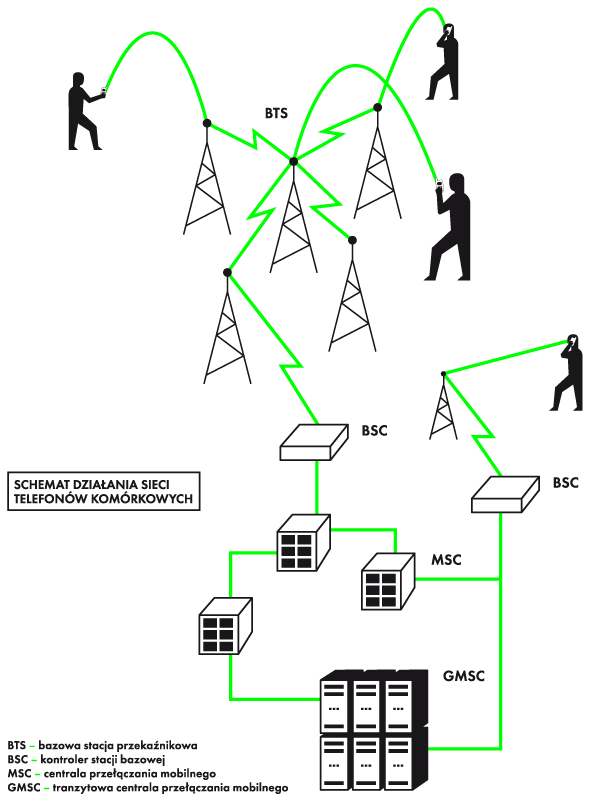 BTS
BSC
BSC
SCHEMAT DZIAŁANIA SIECI
TELEFONÓW KOMÓRKOWYCH
MSC
GMSC
BTS – bazowa stacja przekaźnikowa
BSC – kontroler stacji bazowej
MSC – centrala przełączania mobilnego
GMSC – tranzytowa centrala przełączania mobilnego